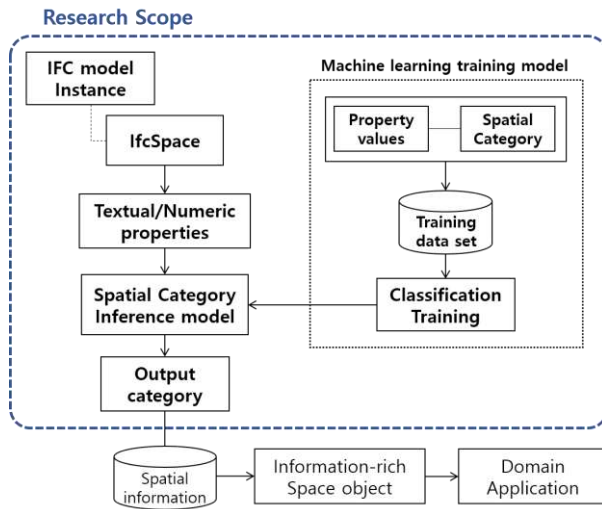 Research Scope
IFC model
Instance
IfcSpace
Textual/Numeric
properties
Spatial Category
Inference model
Output
category
Machine learning training model
Property
values
Spatial
Category
Training
data set
Classification
Training
Spatial
information
Information-rich
Space object
Domain
Application